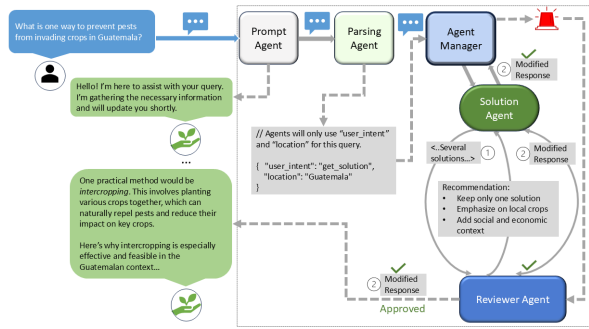 What is one way to prevent pests
from invading crops in Guatemala?
Prompt
Agent
Parsing
Agent
Agent
Manager
2
Modified
Response
Hello! I'm here to assist with your query.
I'm gathering the necessary information
and will update you shortly.
...
// Agents will only use "user_intent"
and "location" for this query.
{ "user_intent": "get_solution",
"location": "Guatemala"
}
Solution
Agent
<..Several
solutions...>
1
2
Modified
Response
Recommendation:
• Keep only one solution
• Emphasize on local crops
• Add social and economic
context
One practical method would be
intercropping. This involves planting
various crops together, which can
naturally repel pests and reduce their
impact on key crops.
Here's why intercropping is especially
effective and feasible in the
Guatemalan context...
2
Modified
Response
Approved
Reviewer Agent